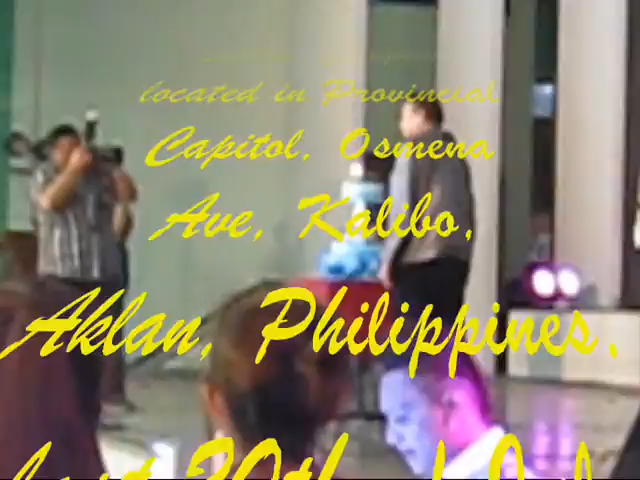 located in Provincial
Capitol, Osmena
Ave, Kalibo,
Aklan, Philippines,